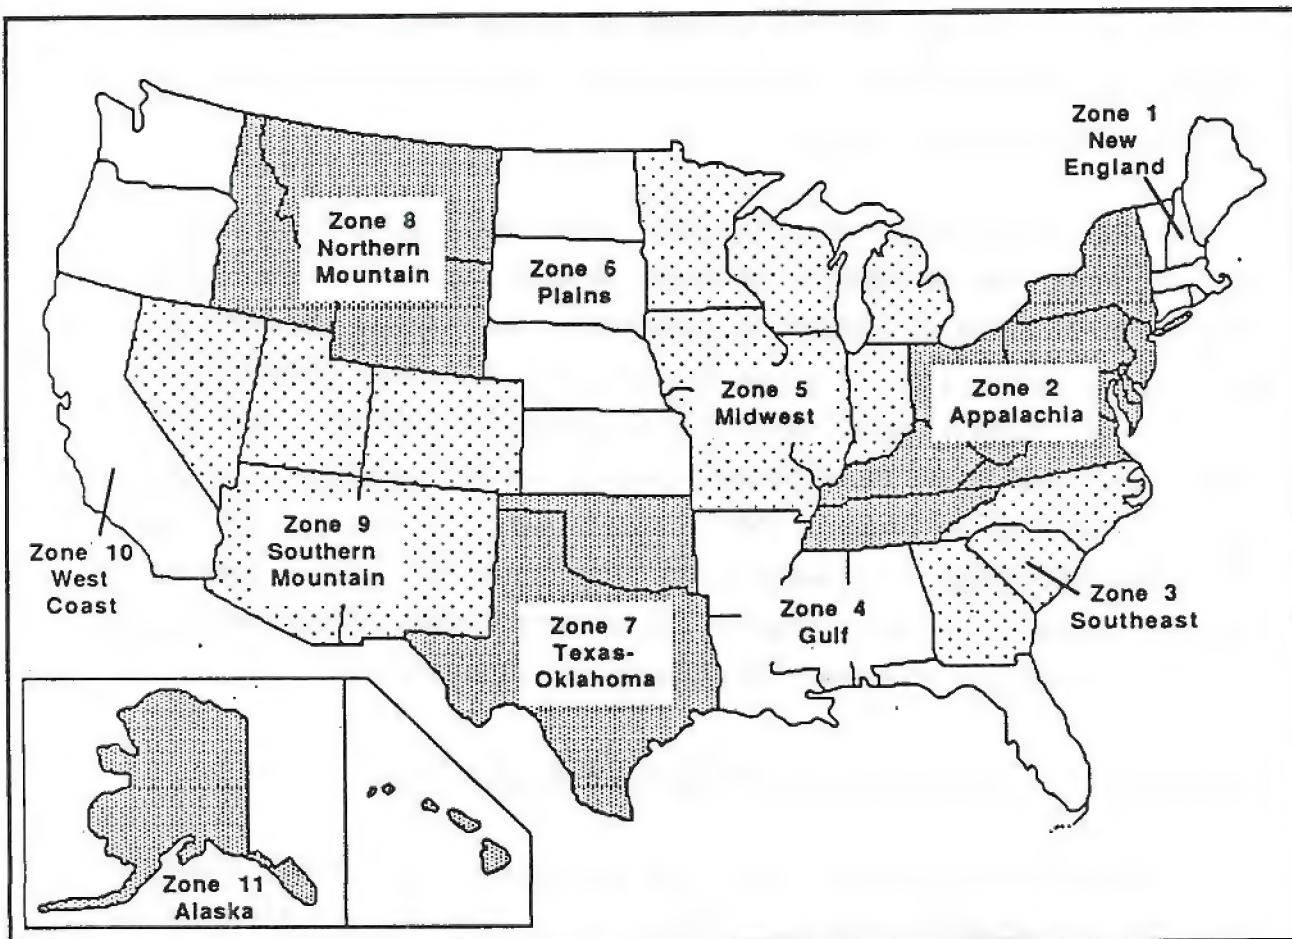 Zone 1
New
England
Zone 8
Northern
Mountain
Zone 6
Plains
Zone 5
Midwest
Zone 2
Appalachia
Zone 9
Southern
Mountain
Zone 10
West
Coast
Zone 7
Texas-
Oklahoma
Zone 4
Gulf
Zone 3
Southeast
Zone 11
Alaska